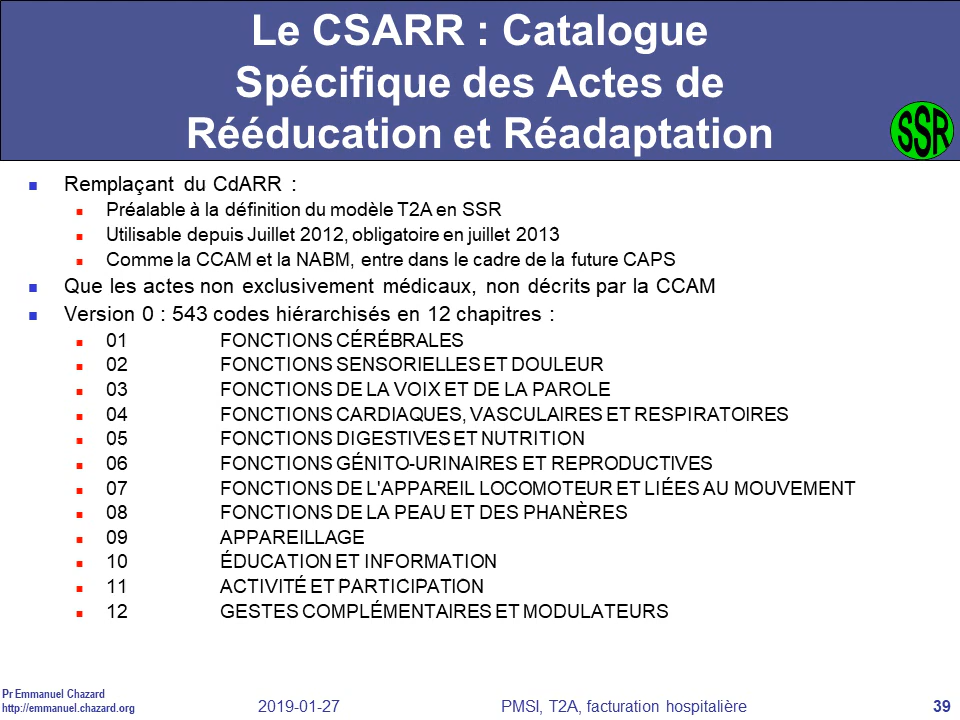 Le CSARR : Catalogue
Spécifique des Actes de
Rééducation et Réadaptation
SSR
Remplaçant du CdARR :
Préalable à la définition du modèle T2A en SSR
Utilisable depuis Juillet 2012, obligatoire en juillet 2013
Comme la CCAM et la NABM, entre dans le cadre de la future CAPS
Que les actes non exclusivement médicaux, non décrits par la CCAM
Version 0 : 543 codes hiérarchisés en 12 chapitres :
01 FONCTIONS CÉRÉBRALES
02 FONCTIONS SENSORIELLES ET DOULEUR
03 FONCTIONS DE LA VOIX ET DE LA PAROLE
04 FONCTIONS CARDIAQUES, VASCULAIRES ET RESPIRATOIRES
05 FONCTIONS DIGESTIVES ET NUTRITION
06 FONCTIONS GÉNITO-URINAIRES ET REPRODUCTIVES
07 FONCTIONS DE L'APPAREIL LOCOMOTEUR ET LIÉES AU MOUVEMENT
08 FONCTIONS DE LA PEAU ET DES PHANÈRES
09 APPAREILLAGE
10 ÉDUCATION ET INFORMATION
11 ACTIVITÉ ET PARTICIPATION
12 GESTES COMPLÉMENTAIRES ET MODULATEURS
Pr Emmanuel Chazard
http://emmanuel.chazard.org
2019-01-27
PMSI, T2A, facturation hospitalière
39